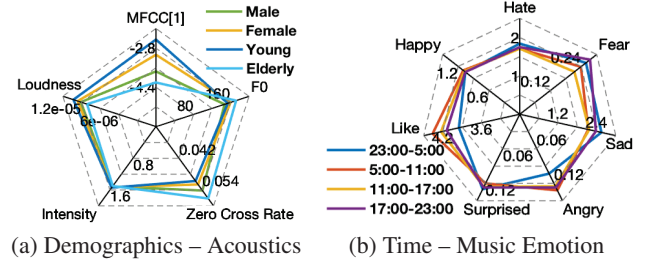 MFCC[1]
-2.8
-4.4
Loudness
1.2e-05
6e-06
F0
160
80
0.042
0.054
Zero Cross Rate
0.8
1.6
Intensity
Male
Female
Young
Elderly
Hate
2
1
Happy
1.2
0.6
Fear
0.24
0.12
1.2
2.4
Sad
Like
4.2
3.6
0.06
0.12
Angry
0.06
0.12
Surprised
23:00-5:00
5:00-11:00
11:00-17:00
17:00-23:00
(a) Demographics – Acoustics
(b) Time – Music Emotion